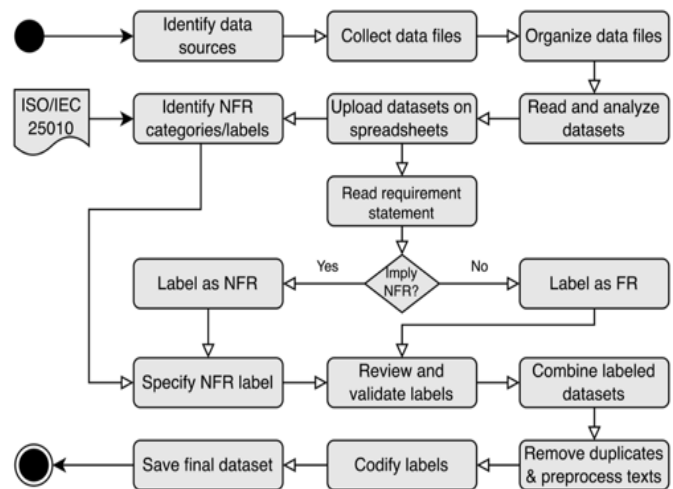 Identify data
sources
Collect data files
Organize data files
ISO/IEC
25010
Identify NFR
categories/labels
Upload datasets on
spreadsheets
Read and analyze
datasets
Read requirement
statement
Imply
NFR?
Yes
No
Label as NFR
Label as FR
Specify NFR label
Review and
validate labels
Combine labeled
datasets
Save final dataset
Codify labels
Remove duplicates
& preprocess texts